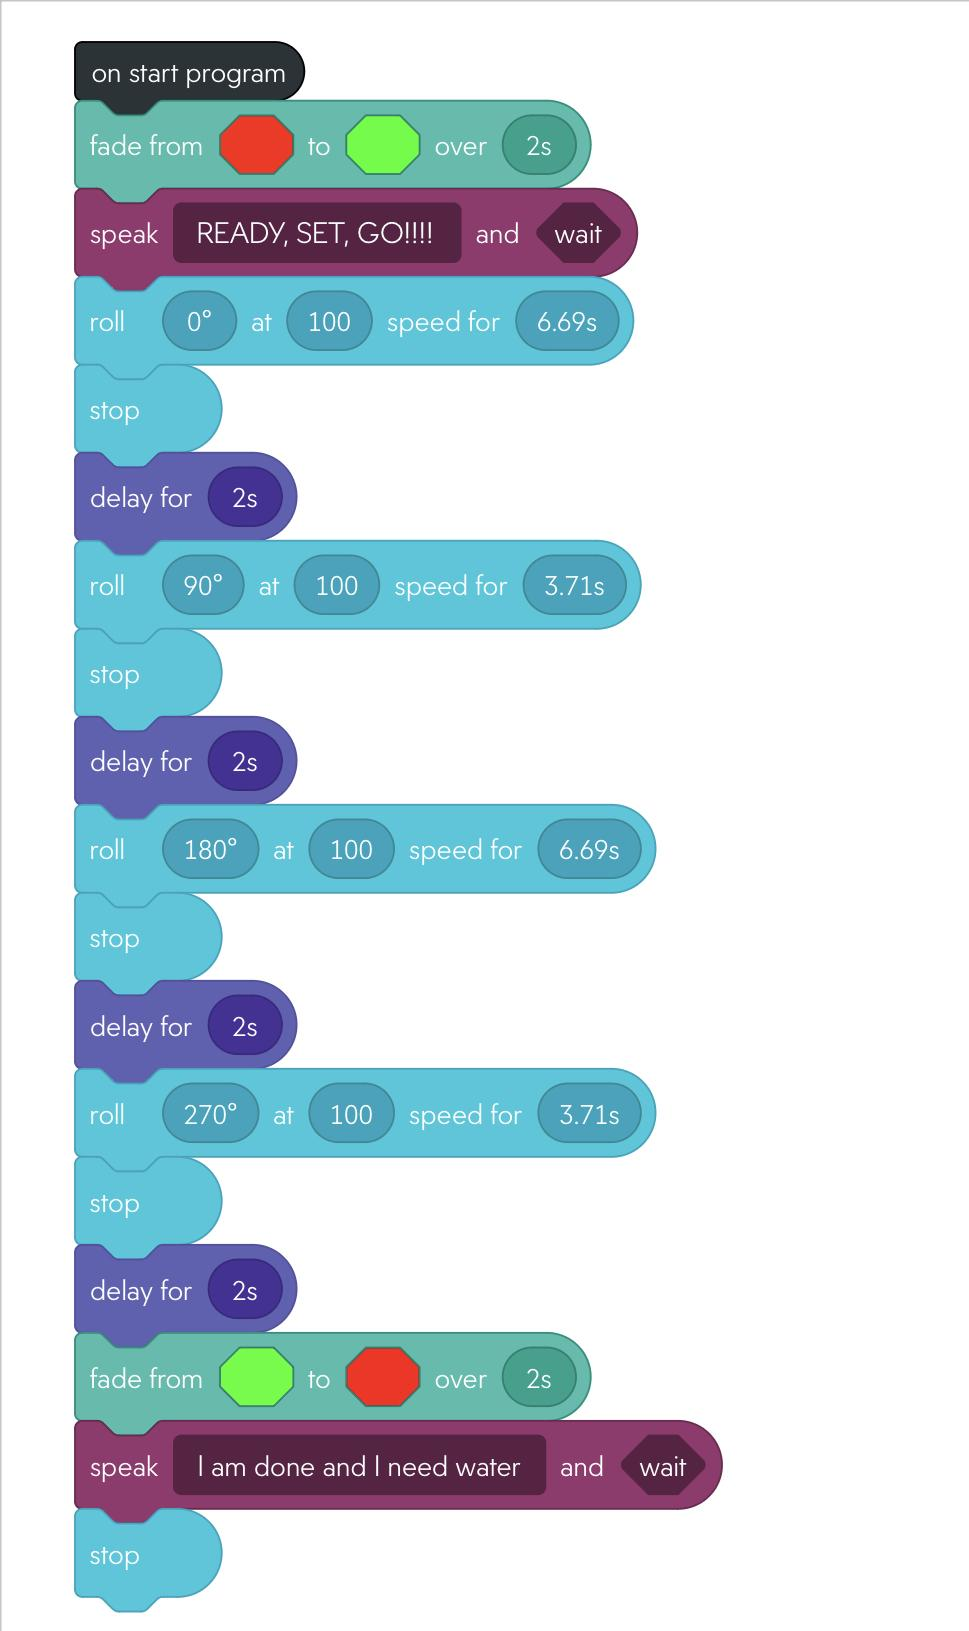 on start program
fade from to over 2s
speak READY, SET, GO!!!! and wait
roll 0° at 100 speed for 6.69s
stop
delay for 2s
roll 90° at 100 speed for 3.71s
stop
delay for 2s
roll 180° at 100 speed for 6.69s
stop
delay for 2s
roll 270° at 100 speed for 3.71s
stop
delay for 2s
fade from to over 2s
speak I am done and I need water and wait
stop